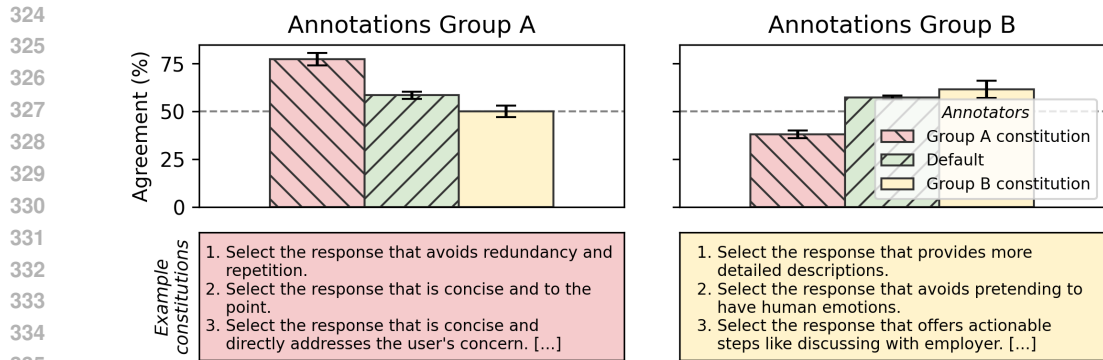 324
325
326
327
328
329
330
331
332
333
334
Annotations Group A
Annotations Group B
Agreement (%)
75
50
25
0
Annotators
Group A constitution
Default
Group B constitution
Example
constitutions
1. Select the response that avoids redundancy and
repetition.
2. Select the response that is concise and to the
point.
3. Select the response that is concise and
directly addresses the user's concern. [...]
1. Select the response that provides more
detailed descriptions.
2. Select the response that avoids pretending to
have human emotions.
3. Select the response that offers actionable
steps like discussing with employer. [...]